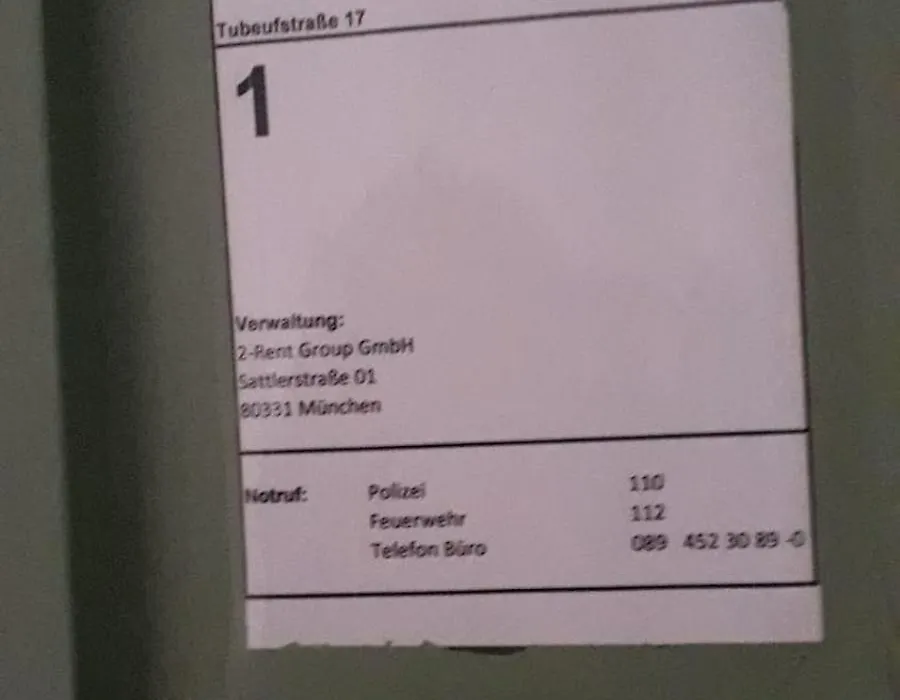 Tubeufstraße 17
1
Verwaltung:
2-Rent Group GmbH
Sattlerstraße 01
80331 München
Notruf: Polizei 110
Feuerwehr 112
Telefon Büro 089 452 30 89 -0